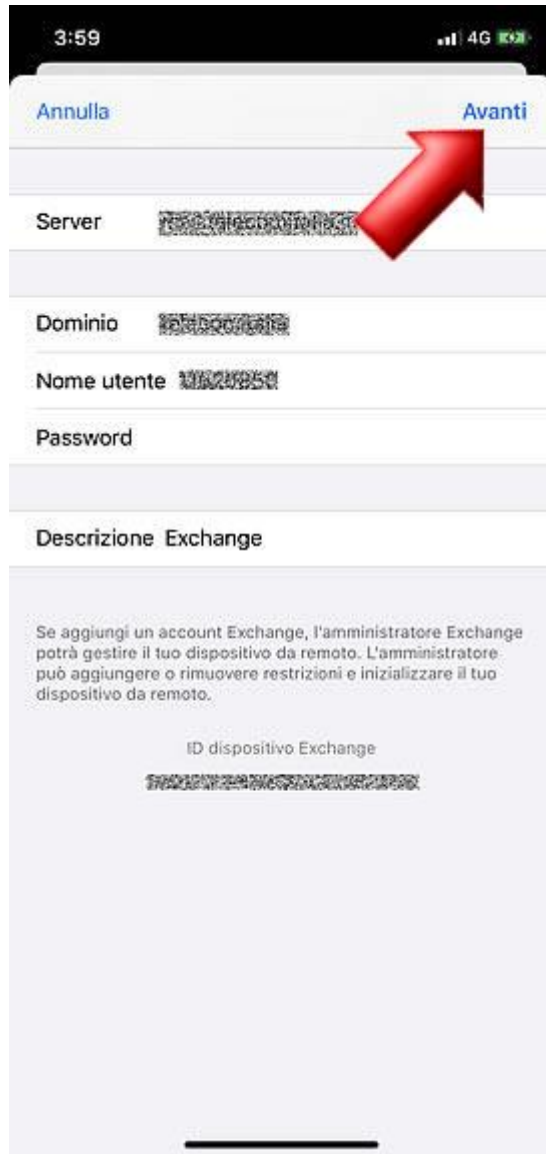 3:59 4G
Annulla Avanti
Server
Dominio
Nome utente
Password
Descrizione Exchange
Se aggiungi un account Exchange, l'amministratore Exchange
potrà gestire il tuo dispositivo da remoto. L'amministratore
può aggiungere o rimuovere restrizioni e inizializzare il tuo
dispositivo da remoto.
ID dispositivo Exchange